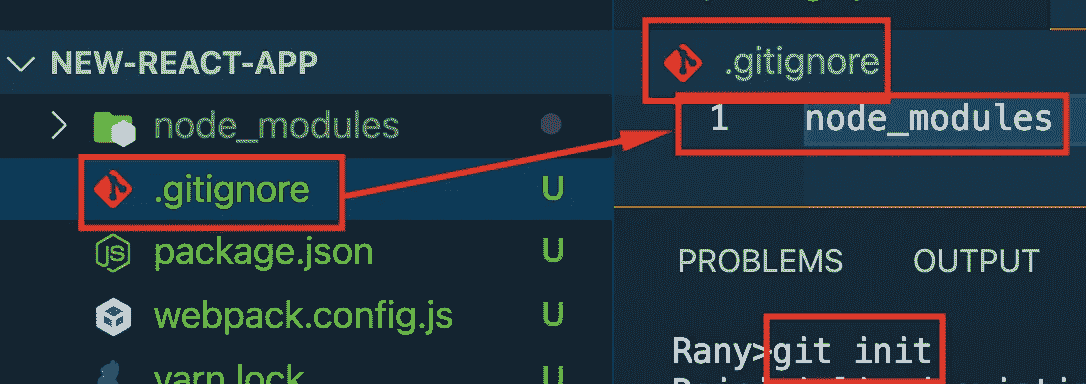 NEW-REACT-APP
node_modules
.gitignore U
package.json U
webpack.config.js U
yarn.lock U
.gitignore
1 node_modules
PROBLEMS OUTPUT
Rany>git init